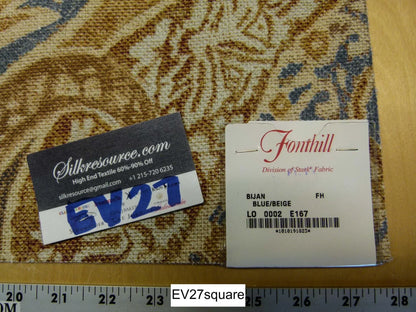 Silkresource.com
High End Textile 60%-90% Off
silkresource@gmail.com +1 215-720 6235
EV27
Fonthill
Division of Stark Fabric
BIJAN FH
BLUE/BEIGE
LO 0002 E167
20 21 22 23 24 25 26 27 28
EV27square